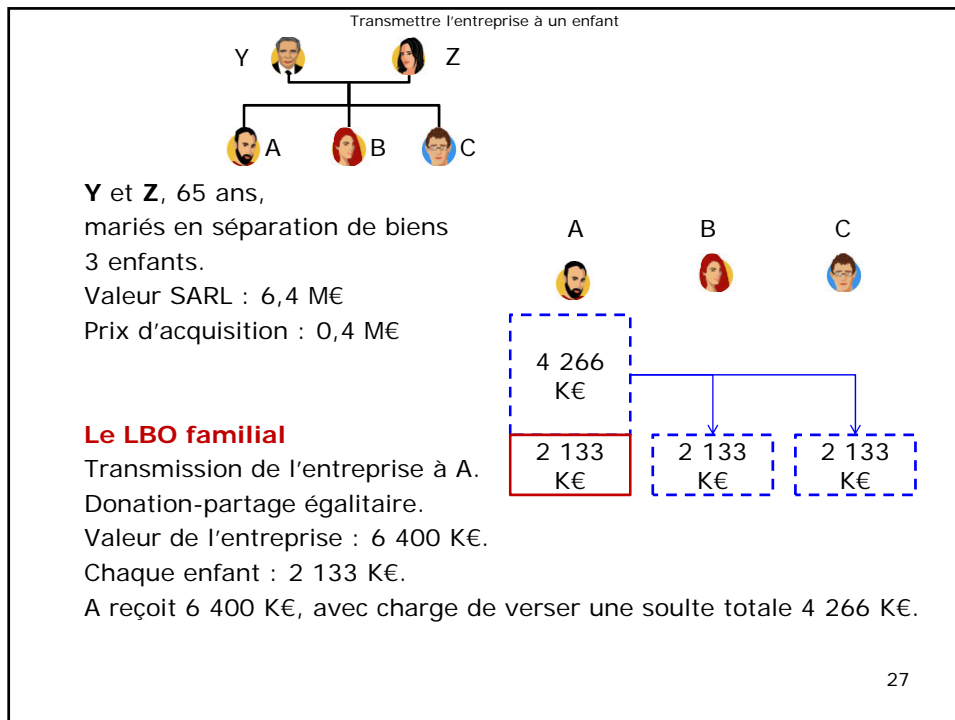 Transmettre l’entreprise à un enfant
Y Z
A B C
Y et Z, 65 ans,
mariés en séparation de biens
3 enfants.
Valeur SARL : 6,4 M€
Prix d’acquisition : 0,4 M€
A B C
4 266
K€
2 133 2 133 2 133
K€ K€ K€
Le LBO familial
Transmission de l’entreprise à A.
Donation-partage égalitaire.
Valeur de l’entreprise : 6 400 K€.
Chaque enfant : 2 133 K€.
A reçoit 6 400 K€, avec charge de verser une soulte totale 4 266 K€.
27